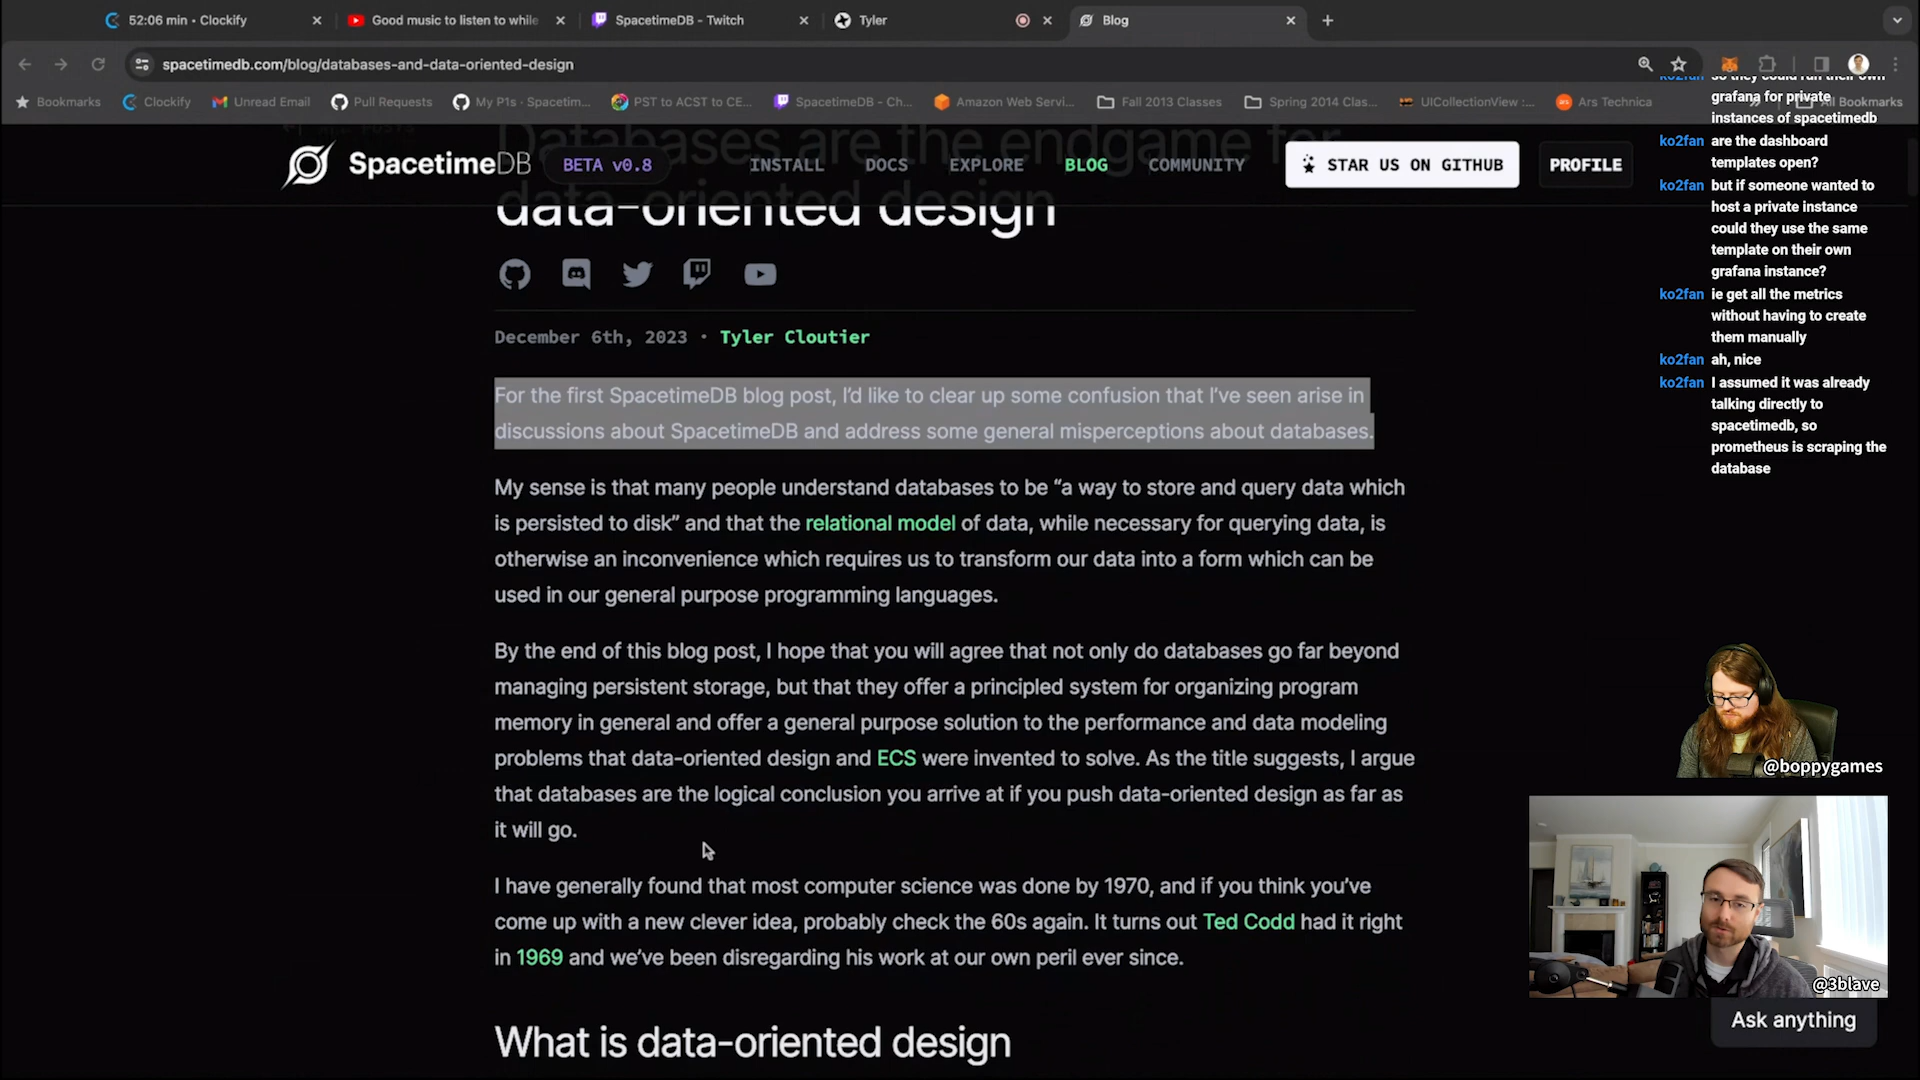 52:06 min • Clockify
Good music to listen to while
SpacetimeDB - Twitch
Tyler
Blog
spacetimedb.com/blog/databases-and-data-oriented-design
Bookmarks
Clockify
Unread Email
Pull Requests
My P1s · Spacetim...
PST to ACST to CE...
SpacetimeDB - Ch...
Amazon Web Servi...
Fall 2013 Classes
Spring 2014 Clas...
UICollectionView :...
Ars Technica
All Bookmarks
Databases are the endgame for
data-oriented design
SpacetimeDB
BETA v0.8
INSTALL
DOCS
EXPLORE
BLOG
COMMUNITY
STAR US ON GITHUB
PROFILE
December 6th, 2023 · Tyler Cloutier
For the first SpacetimeDB blog post, I’d like to clear up some confusion that I’ve seen arise in
discussions about SpacetimeDB and address some general misperceptions about databases.
My sense is that many people understand databases to be “a way to store and query data which
is persisted to disk” and that the relational model of data, while necessary for querying data, is
otherwise an inconvenience which requires us to transform our data into a form which can be
used in our general purpose programming languages.
By the end of this blog post, I hope that you will agree that not only do databases go far beyond
managing persistent storage, but that they offer a principled system for organizing program
memory in general and offer a general purpose solution to the performance and data modeling
problems that data-oriented design and ECS were invented to solve. As the title suggests, I argue
that databases are the logical conclusion you arrive at if you push data-oriented design as far as
it will go.
I have generally found that most computer science was done by 1970, and if you think you’ve
come up with a new clever idea, probably check the 60s again. It turns out Ted Codd had it right
in 1969 and we’ve been disregarding his work at our own peril ever since.
What is data-oriented design
ko2fan so they could run their own
grafana for private
instances of spacetimedb
ko2fan are the dashboard
templates open?
ko2fan but if someone wanted to
host a private instance
could they use the same
template on their own
grafana instance?
ko2fan ie get all the metrics
without having to create
them manually
ko2fan ah, nice
ko2fan I assumed it was already
talking directly to
spacetimedb, so
prometheus is scraping the
database
@boppygames
@3blave
Ask anything